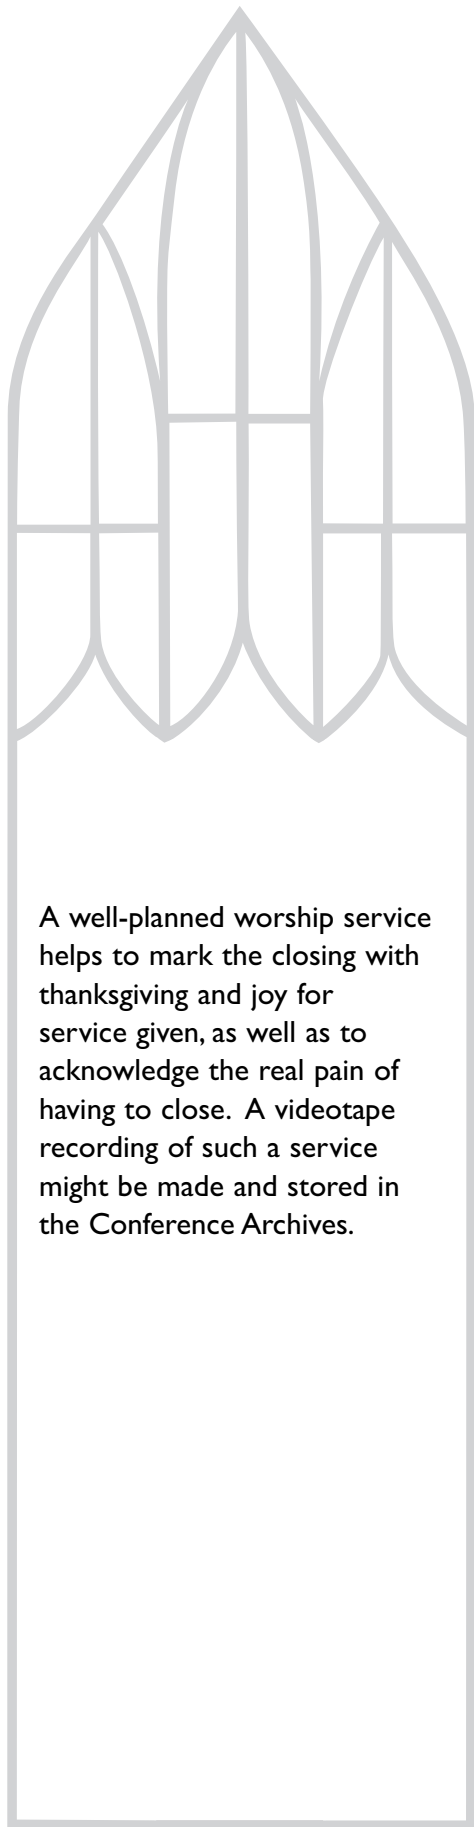 A well-planned worship service
helps to mark the closing with
thanksgiving and joy for
service given, as well as to
acknowledge the real pain of
having to close.  A videotape
recording of such a service
might be made and stored in
the Conference Archives.